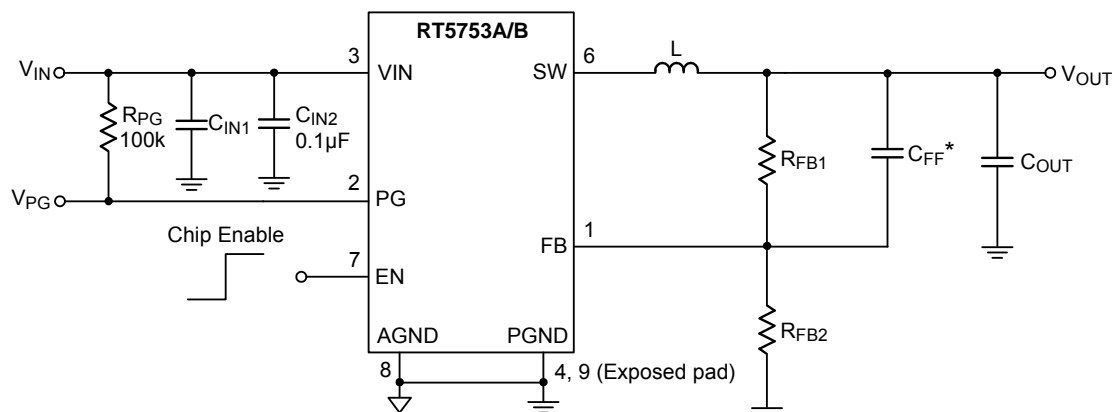 RT5753A/B
V_IN
3
VIN
SW
6
L
V_OUT
R_PG
100k
C_IN1
C_IN2
0.1µF
R_FB1
C_FF*
C_OUT
V_PG
2
PG
Chip Enable
FB
1
7
EN
R_FB2
AGND
PGND
8
4, 9 (Exposed pad)